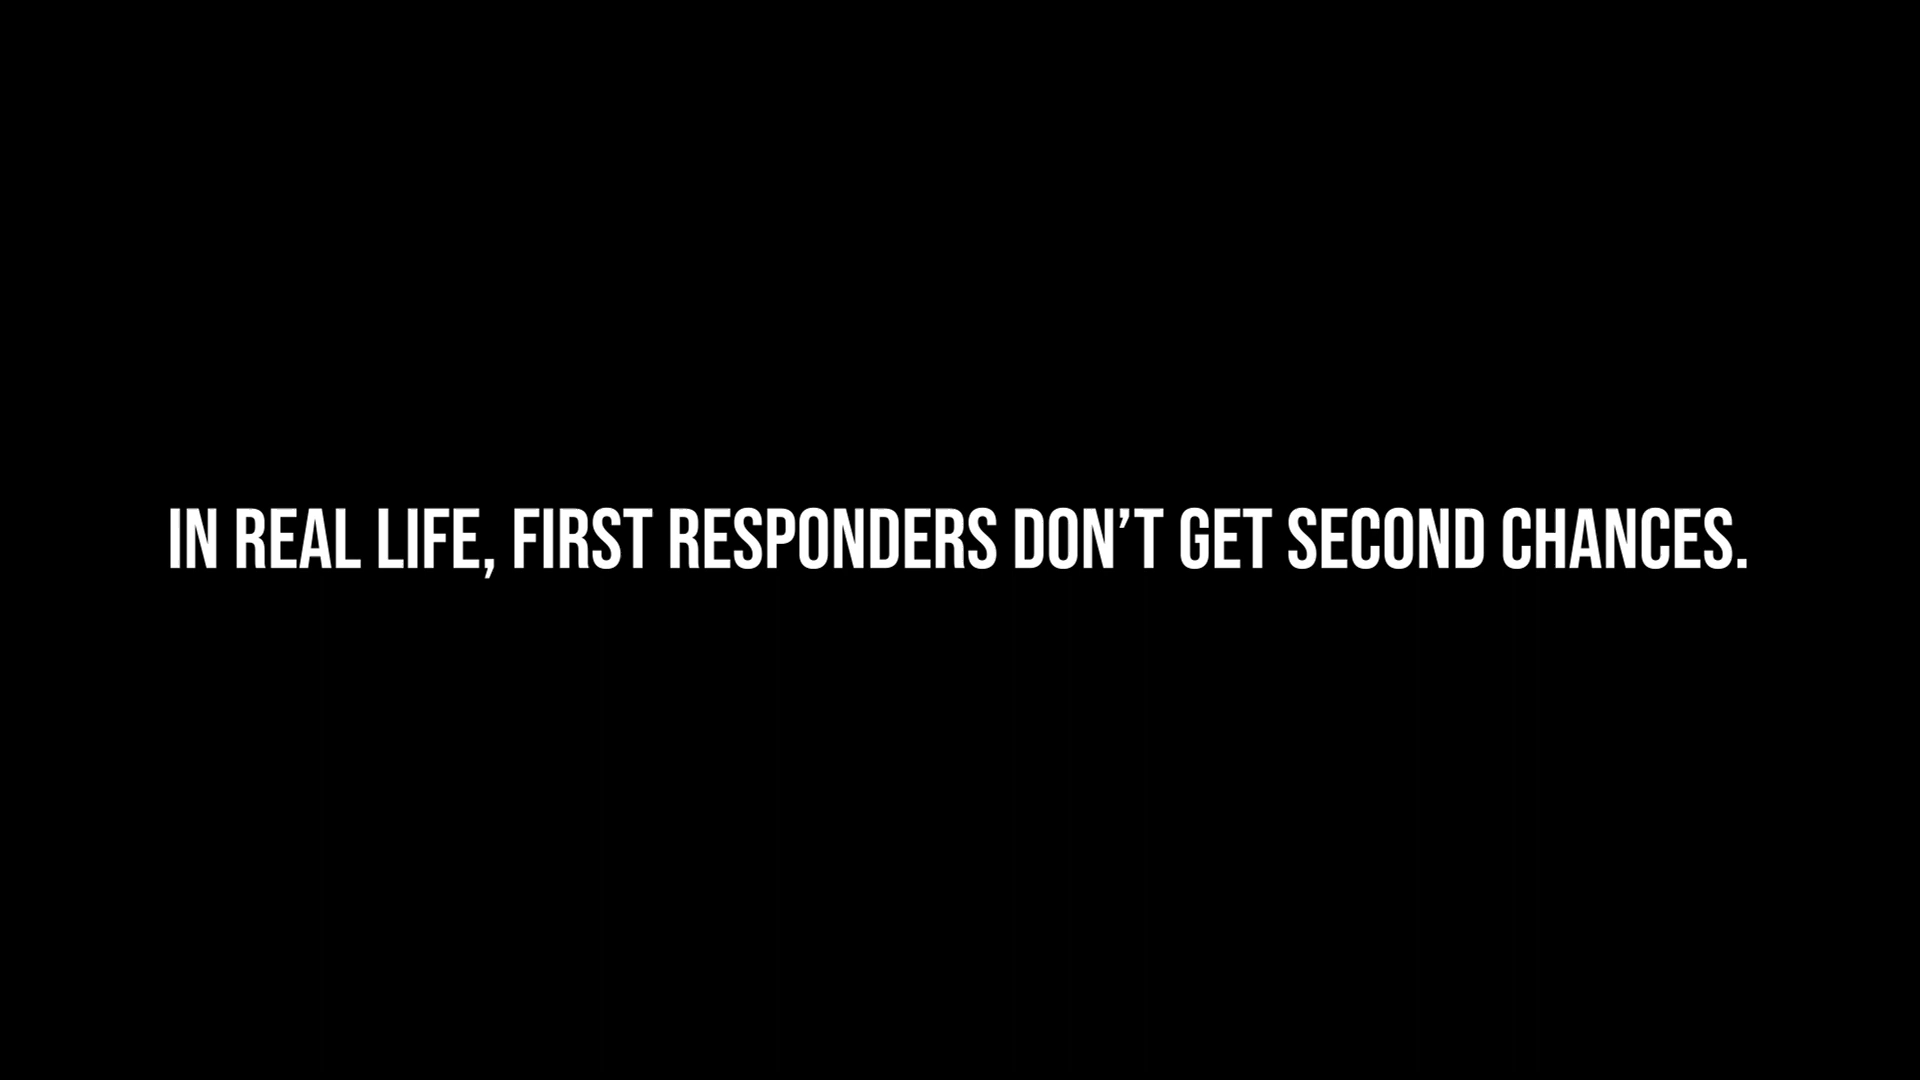 IN REAL LIFE, FIRST RESPONDERS DON’T GET SECOND CHANCES.